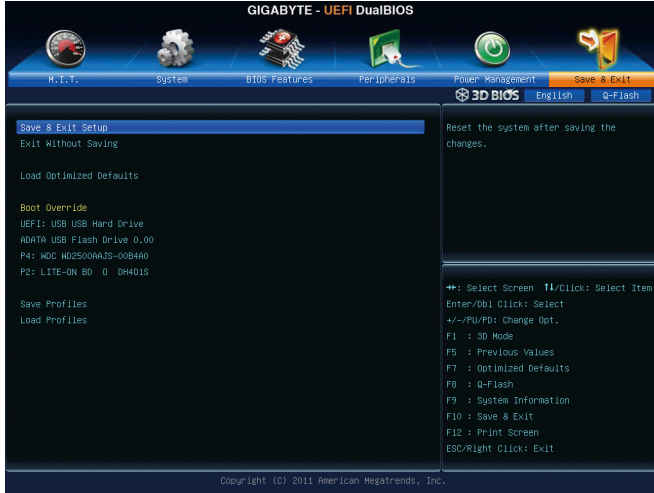 GIGABYTE - UEFI DualBIOS
M.I.T. System BIOS Features Peripherals Power Management Save & Exit
3D BIOS English Q-Flash
Save & Exit Setup
Exit Without Saving
Load Optimized Defaults
Boot Override
UEFI: USB USB Hard Drive
ADATA USB Flash Drive 0.00
P4: WDC WD2500AAJS-00B4A0
P2: LITE-ON BD O DH401S
Save Profiles
Load Profiles
Reset the system after saving the
changes.
→←: Select Screen ↑↓/Click: Select Item
Enter/Dbl Click: Select
+/-/PU/PD: Change Opt.
F1 : 3D Mode
F5 : Previous Values
F7 : Optimized Defaults
F8 : Q-Flash
F9 : System Information
F10 : Save & Exit
F12 : Print Screen
ESC/Right Click: Exit
Copyright (C) 2011 American Megatrends, Inc.